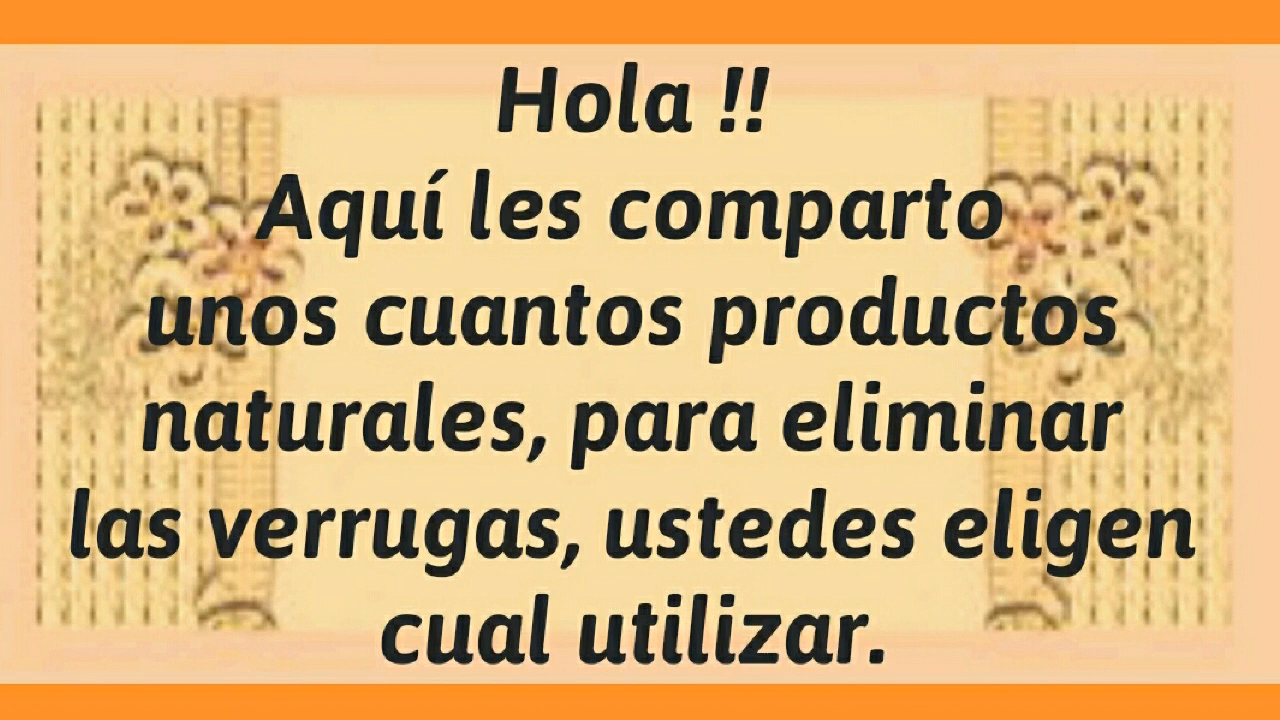 Hola !!
Aquí les comparto
unos cuantos productos
naturales, para eliminar
las verrugas, ustedes eligen
cual utilizar.